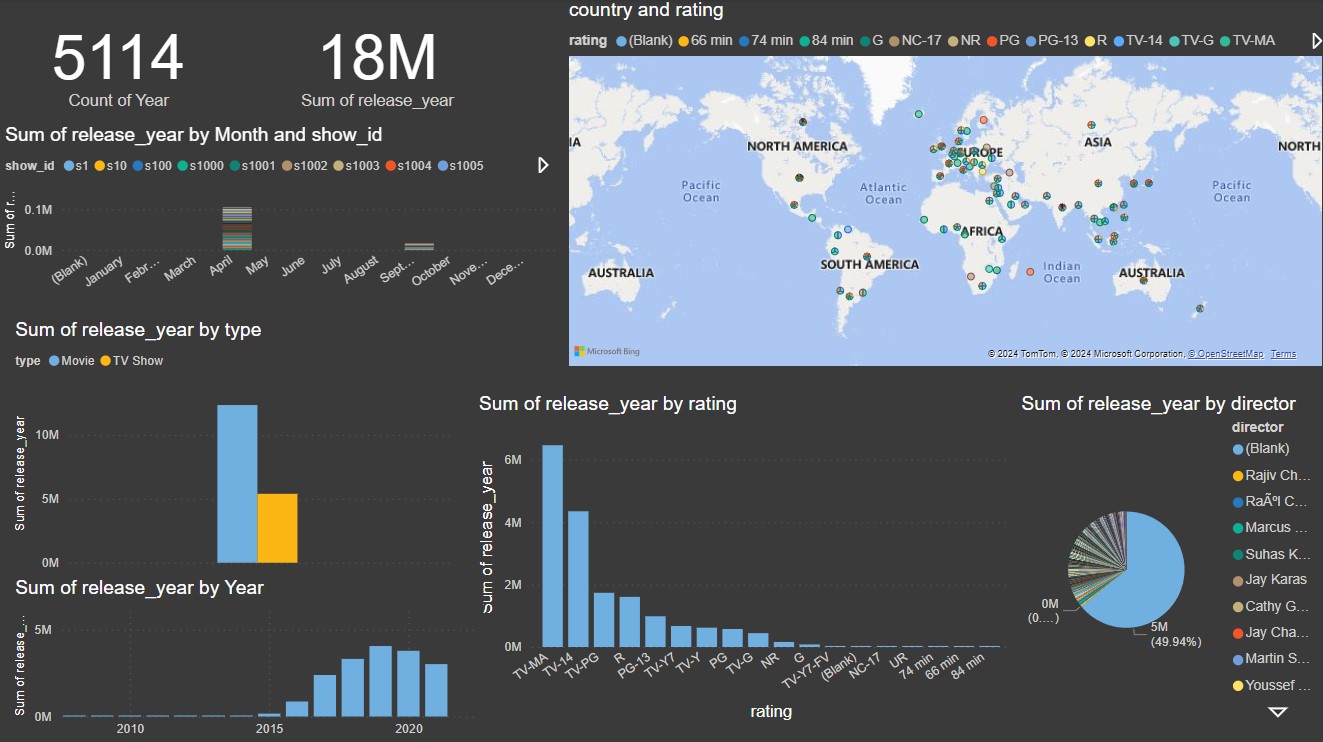 5114
Count of Year
18M
Sum of release_year
country and rating
rating (Blank) 66 min 74 min 84 min G NC-17 NR PG PG-13 R TV-14 TV-G TV-MA
IA
NORTH AMERICA
EUROPE
ASIA
NORTH
Pacific
Ocean
Atlantic
Ocean
Pacific
Ocean
AFRICA
SOUTH AMERICA
Indian
Ocean
AUSTRALIA
AUSTRALIA
Microsoft Bing
© 2024 TomTom, © 2024 Microsoft Corporation, © OpenStreetMap Terms
Sum of release_year by Month and show_id
show_id s1 s10 s100 s1000 s1001 s1002 s1003 s1004 s1005
Sum of r...
0.1M
0.0M
(Blank) January Febr... March April May June July August Sept... October Nove... Dece...
Sum of release_year by type
type Movie TV Show
Sum of release_year
10M
5M
0M
Sum of release_year by Year
Sum of release_...
5M
0M
2010 2015 2020
Sum of release_year by rating
Sum of release_year
6M
4M
2M
0M
TV-MA TV-14 TV-PG R PG-13 TV-Y7 TV-Y PG TV-G NR G TV-Y7-FV (Blank) NC-17 UR 74 min 66 min 84 min
rating
Sum of release_year by director
director
(Blank)
Rajiv Ch...
RaÃºl C...
Marcus ...
Suhas K...
Jay Karas
Cathy G...
Jay Cha...
Martin S...
Youssef ...
0M
(0....)
5M
(49.94%)